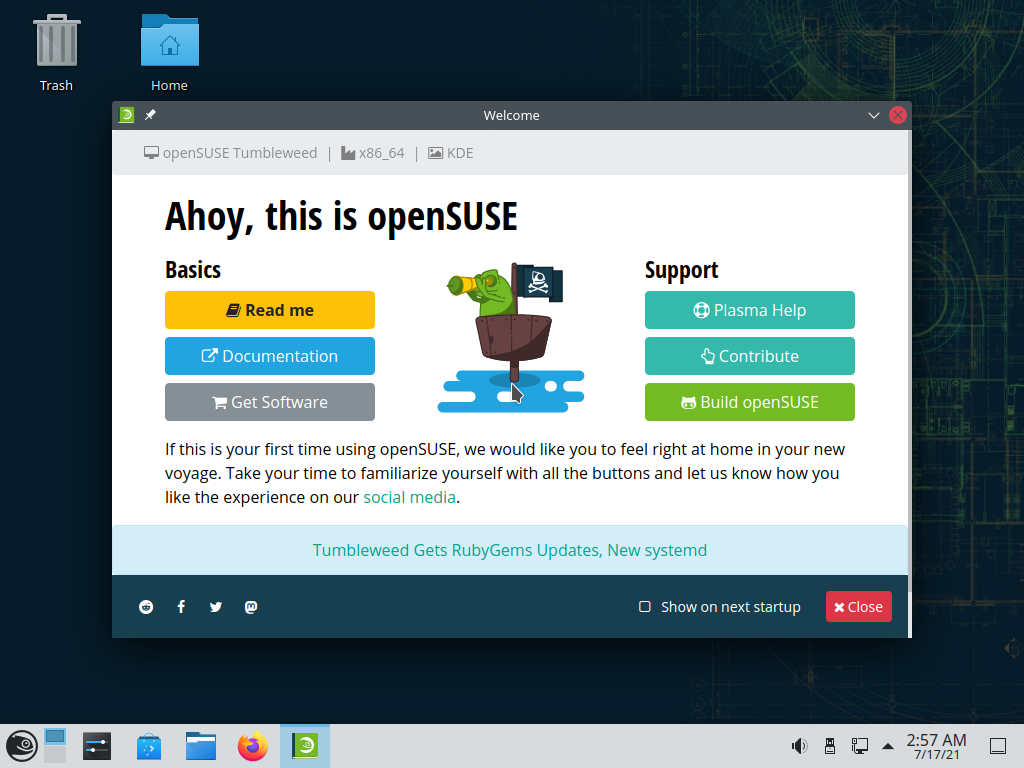 Trash
Home
Welcome
openSUSE Tumbleweed | x86_64 | KDE
Ahoy, this is openSUSE
Basics
Support
Read me
Plasma Help
Documentation
Contribute
Get Software
Build openSUSE
If this is your first time using openSUSE, we would like you to feel right at home in your new
voyage. Take your time to familiarize yourself with all the buttons and let us know how you
like the experience on our social media.
Tumbleweed Gets RubyGems Updates, New systemd
Show on next startup
Close
2:57 AM
7/17/21